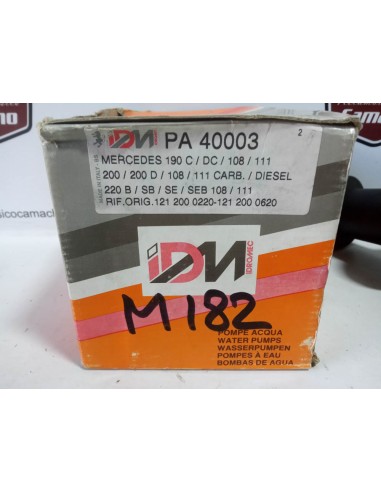 IDM PA 40003
2
MERCEDES 190 C / DC / 108 / 111
200 / 200 D / 108 / 111 CARB. / DIESEL
220 B / SB / SE / SEB 108 / 111
RIF.ORIG.121 200 0220-121 200 0620
IDM
IDROMEC
M182
POMPE ACQUA
WATER PUMPS
WASSERPUMPEN
POMPES À EAU
BOMBAS DE AGUA
Camaño
sicocamac